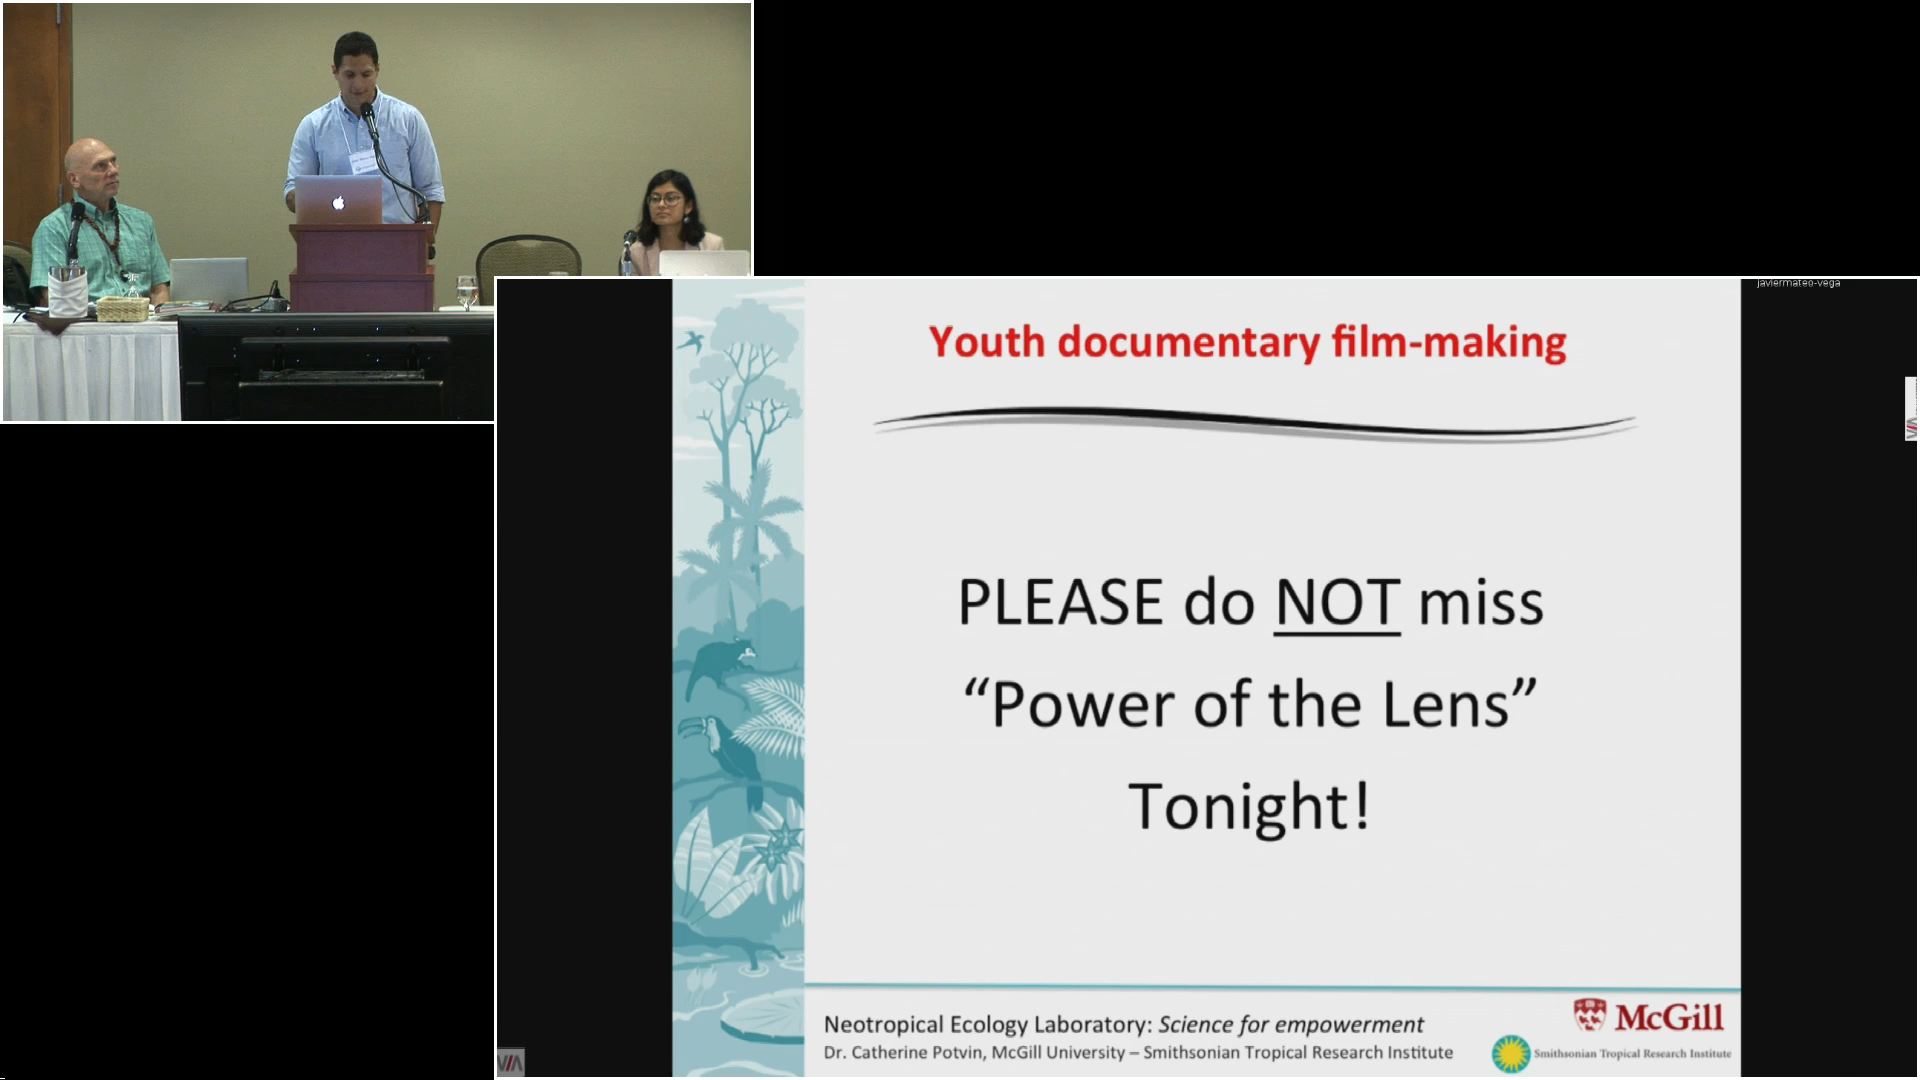 javiermateo-vega
Youth documentary film-making
PLEASE do NOT miss
“Power of the Lens”
Tonight!
Neotropical Ecology Laboratory: Science for empowerment
Dr. Catherine Potvin, McGill University – Smithsonian Tropical Research Institute
McGill
Smithsonian Tropical Research Institute